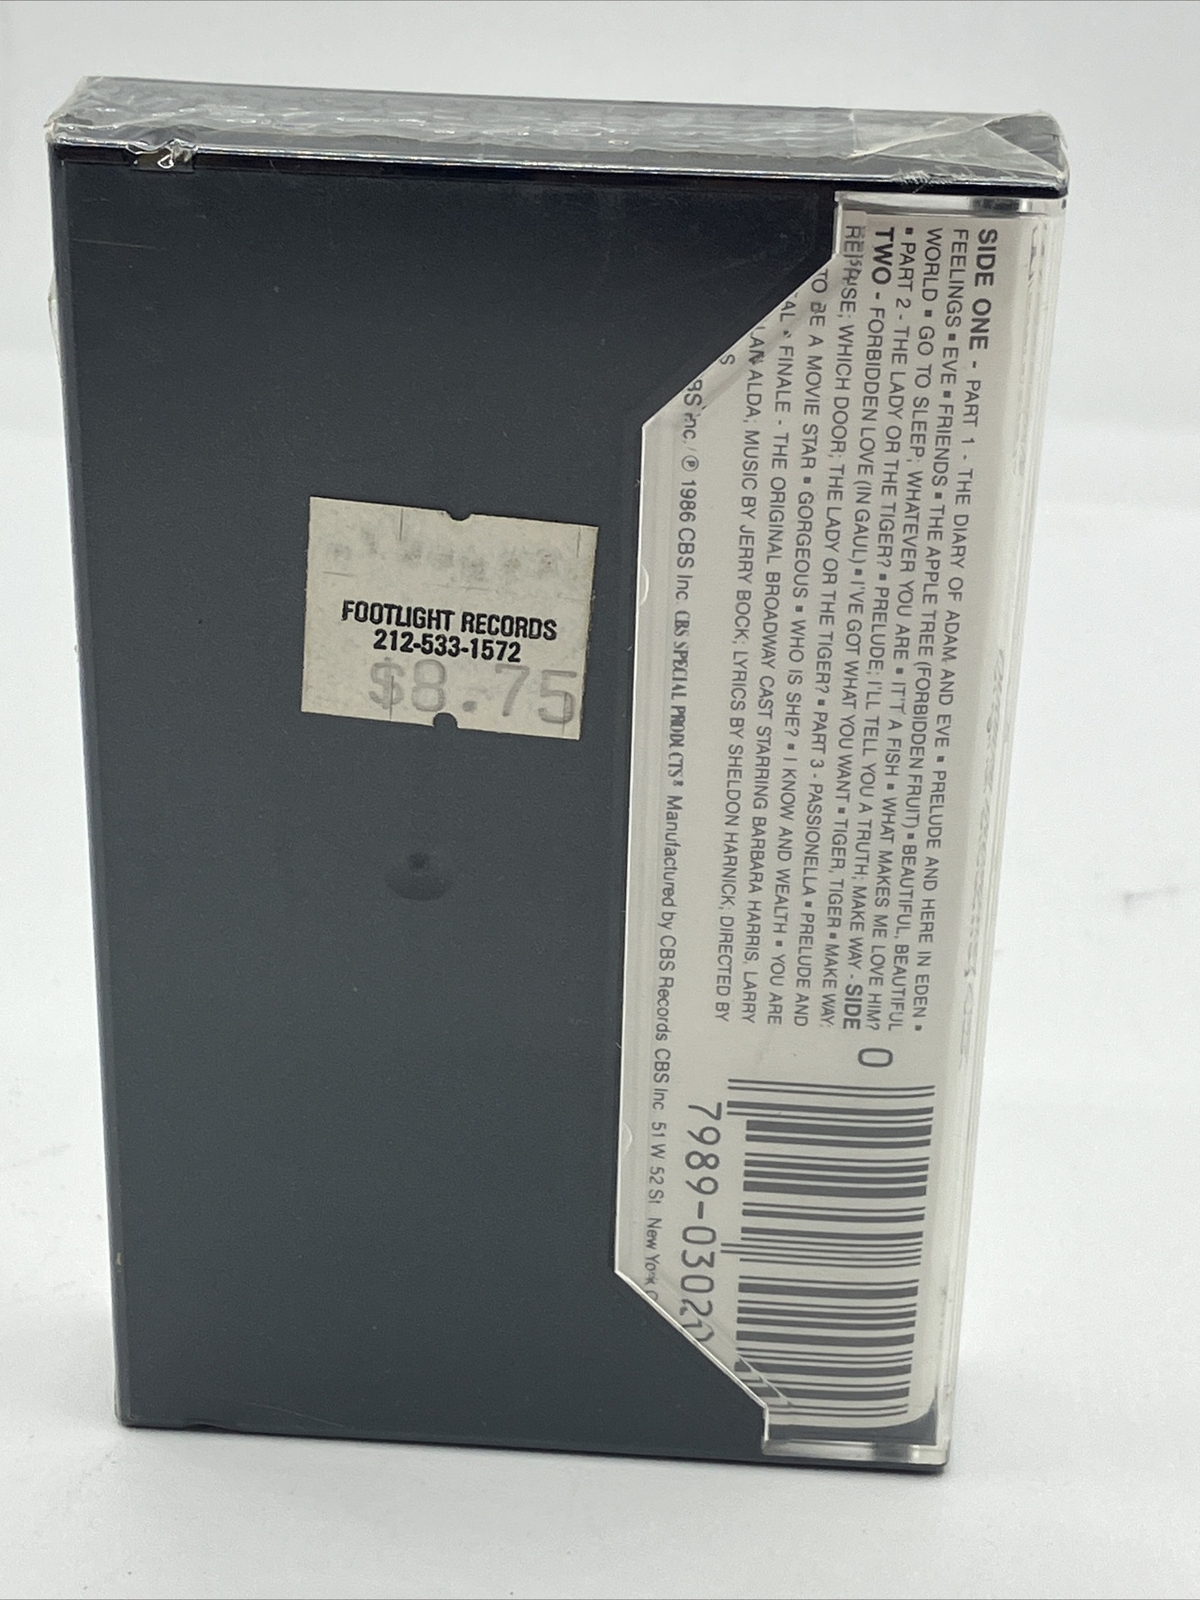 SIDE ONE - PART 1 - THE DIARY OF ADAM AND EVE ▪ PRELUDE AND HERE IN EDEN ▪
FEELINGS ▪ EVE ▪ FRIENDS ▪ THE APPLE TREE (FORBIDDEN FRUIT) ▪ BEAUTIFUL, BEAUTIFUL
WORLD ▪ GO TO SLEEP; WHATEVER YOU ARE ▪ IT'T A FISH ▪ WHAT MAKES ME LOVE HIM?
▪ PART 2 - THE LADY OR THE TIGER? ▪ PRELUDE; I'LL TELL YOU A TRUTH; MAKE WAY - SIDE
TWO - FORBIDDEN LOVE (IN GAUL) ▪ I'VE GOT WHAT YOU WANT ▪ TIGER, TIGER ▪ MAKE WAY
REPRISE; WHICH DOOR; THE LADY OR THE TIGER? ▪ PART 3 - PASSIONELLA ▪ PRELUDE AND
TO BE A MOVIE STAR ▪ GORGEOUS ▪ WHO IS SHE? ▪ I KNOW AND WEALTH ▪ YOU ARE
▪ FINALE - THE ORIGINAL BROADWAY CAST STARRING BARBARA HARRIS, LARRY
ALDA; MUSIC BY JERRY BOCK; LYRICS BY SHELDON HARNICK; DIRECTED BY
Inc. / ℗ 1986 CBS Inc CBS SPECIAL PRODUCTS® Manufactured by CBS Records CBS Inc 51 W 52 St New York
0
7989-03021
FOOTLIGHT RECORDS
212-533-1572
$8.75